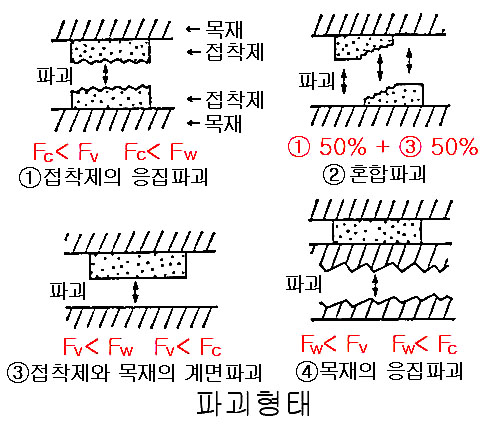 ←목재
←접착제
파괴
←접착제
←목재
Fc< Fv Fc< Fw
①접착제의 응집파괴
파괴
① 50% + ③ 50%
② 혼합파괴
파괴
Fv< Fw Fv< Fc
③접착제와 목재의 계면파괴
파괴
Fw< Fv Fw< Fc
④목재의 응집파괴
파괴형태